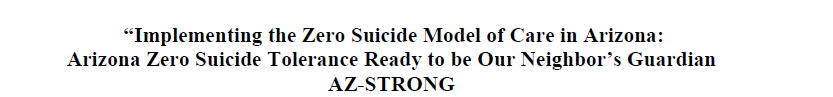 “Implementing the Zero Suicide Model of Care in Arizona:
Arizona Zero Suicide Tolerance Ready to be Our Neighbor’s Guardian
AZ-STRONG